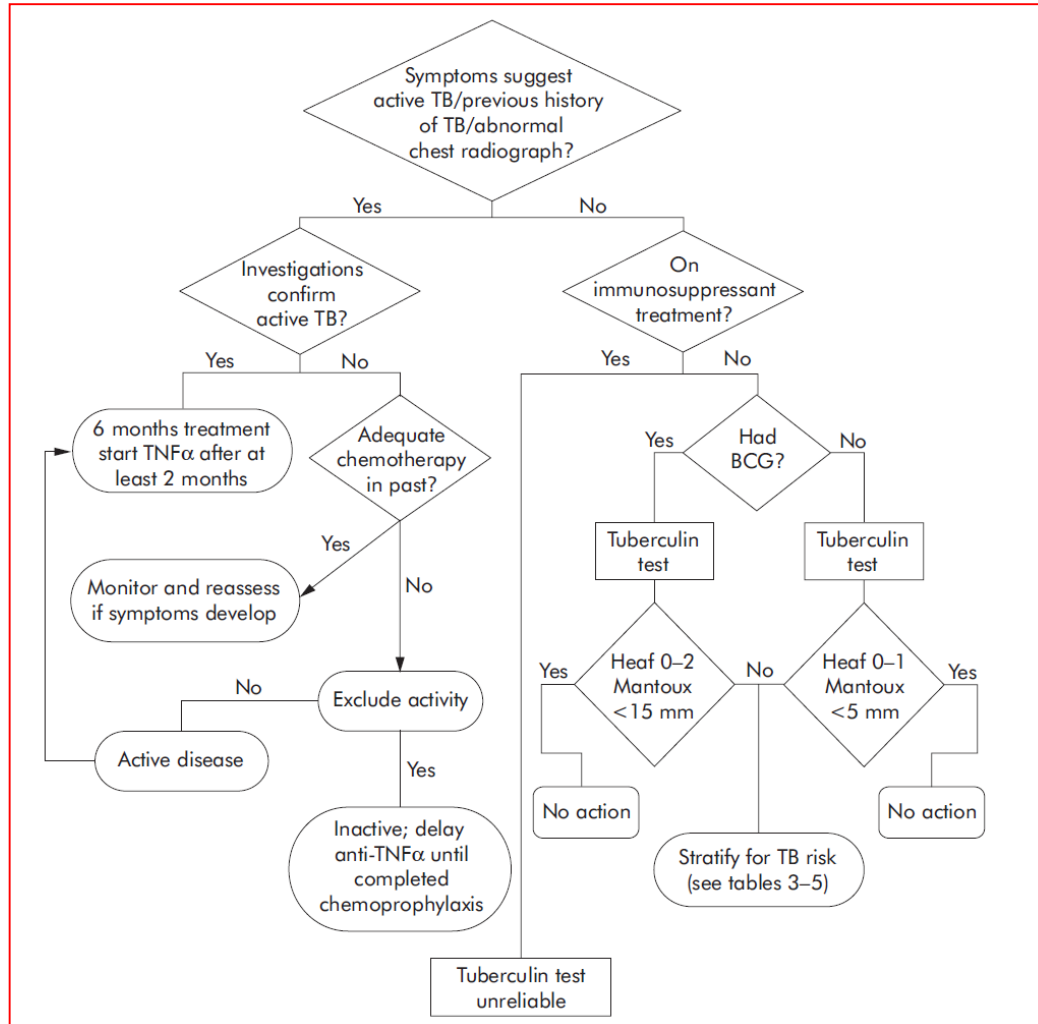 Symptoms suggest
active TB/previous history
of TB/abnormal
chest radiograph?
Yes
No
Investigations
confirm
active TB?
On
immunosuppressant
treatment?
Yes
No
Yes
No
6 months treatment
start TNFα after at
least 2 months
Adequate
chemotherapy
in past?
Yes
Had
BCG?
No
Tuberculin
test
Tuberculin
test
Yes
No
Monitor and reassess
if symptoms develop
Yes
Heaf 0–2
Mantoux
<15 mm
No
Heaf 0–1
Mantoux
<5 mm
Yes
No
Exclude activity
Active disease
Yes
No action
No action
Inactive; delay
anti-TNFα until
completed
chemoprophylaxis
Stratify for TB risk
(see tables 3–5)
Tuberculin test
unreliable